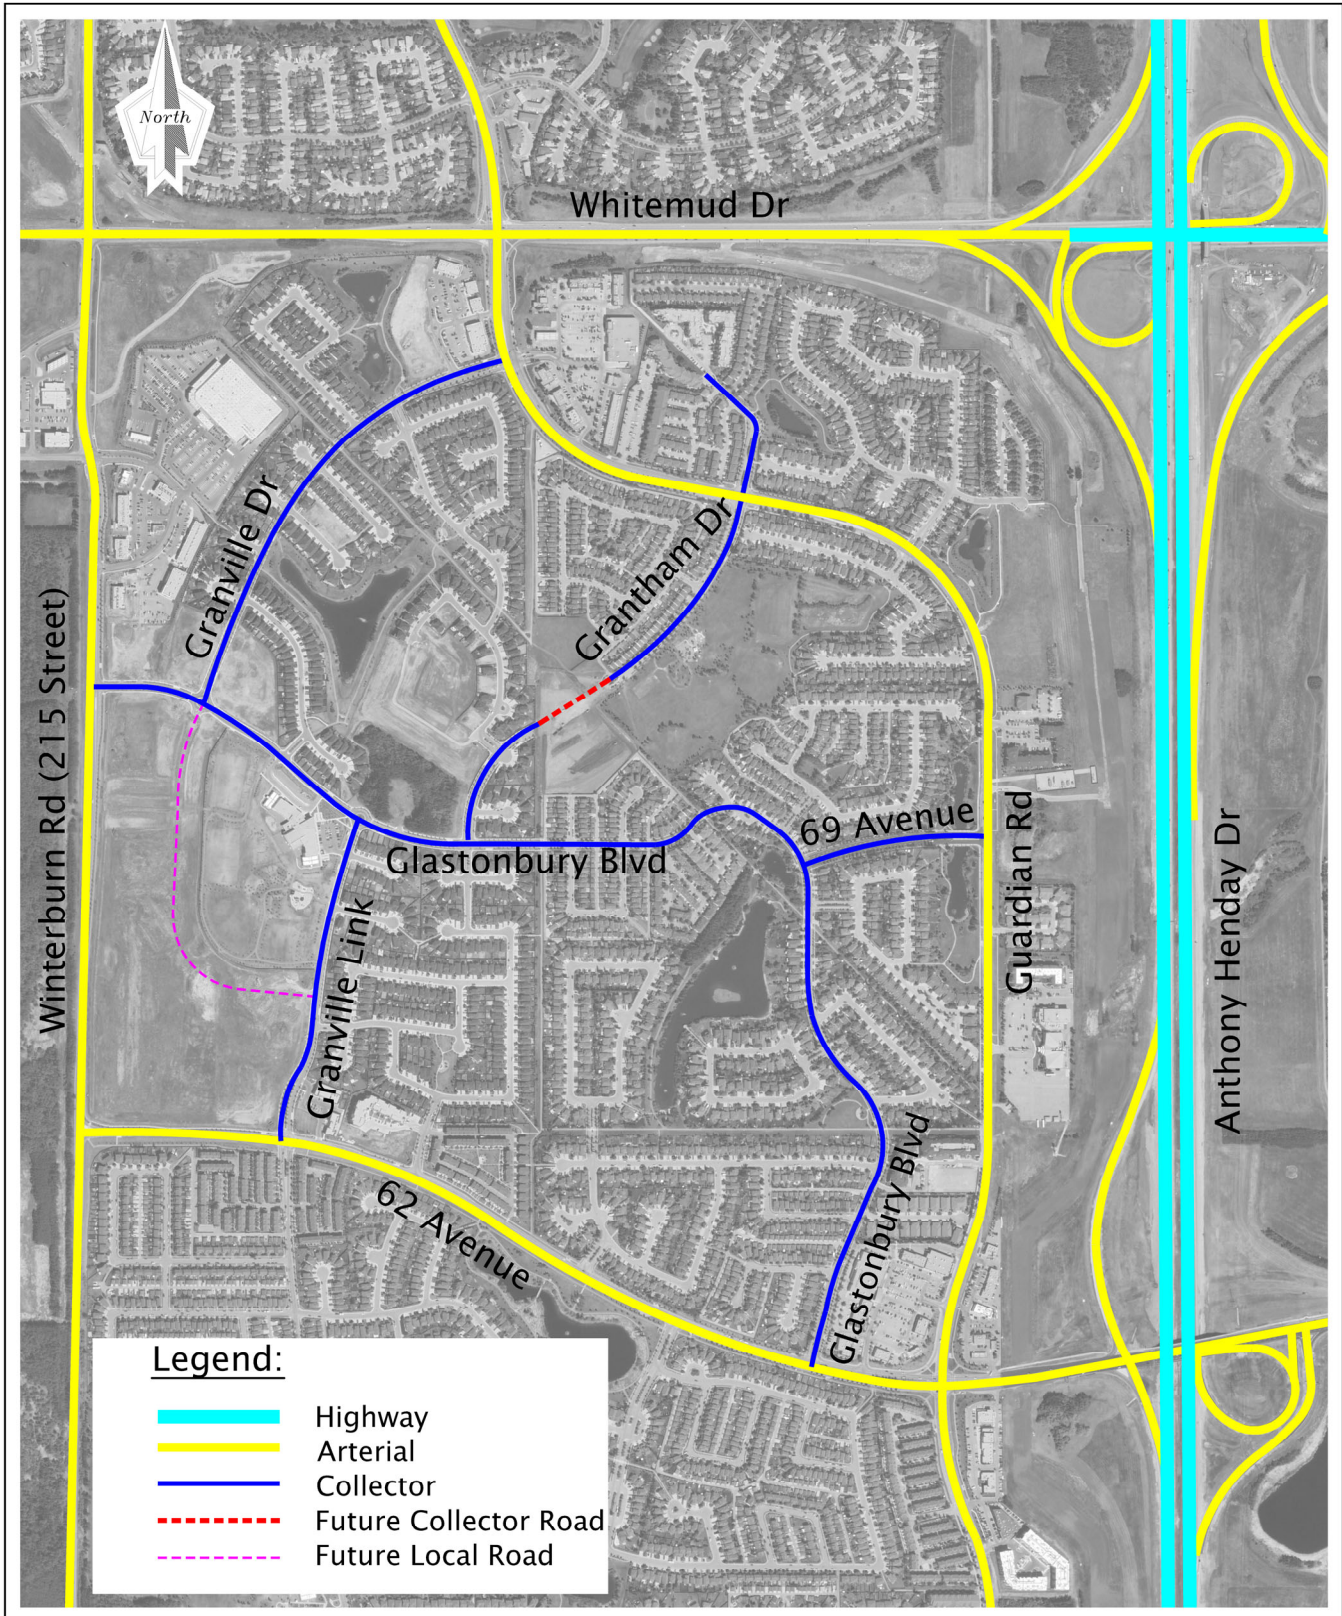 North
Whitemud Dr
Granville Dr
Grantham Dr
Winterburn Rd (215 Street)
69 Avenue
Glastonbury Blvd
Guardian Rd
Anthony Henday Dr
Granville Link
Glastonbury Blvd
62 Avenue
Legend:
Highway
Arterial
Collector
Future Collector Road
Future Local Road